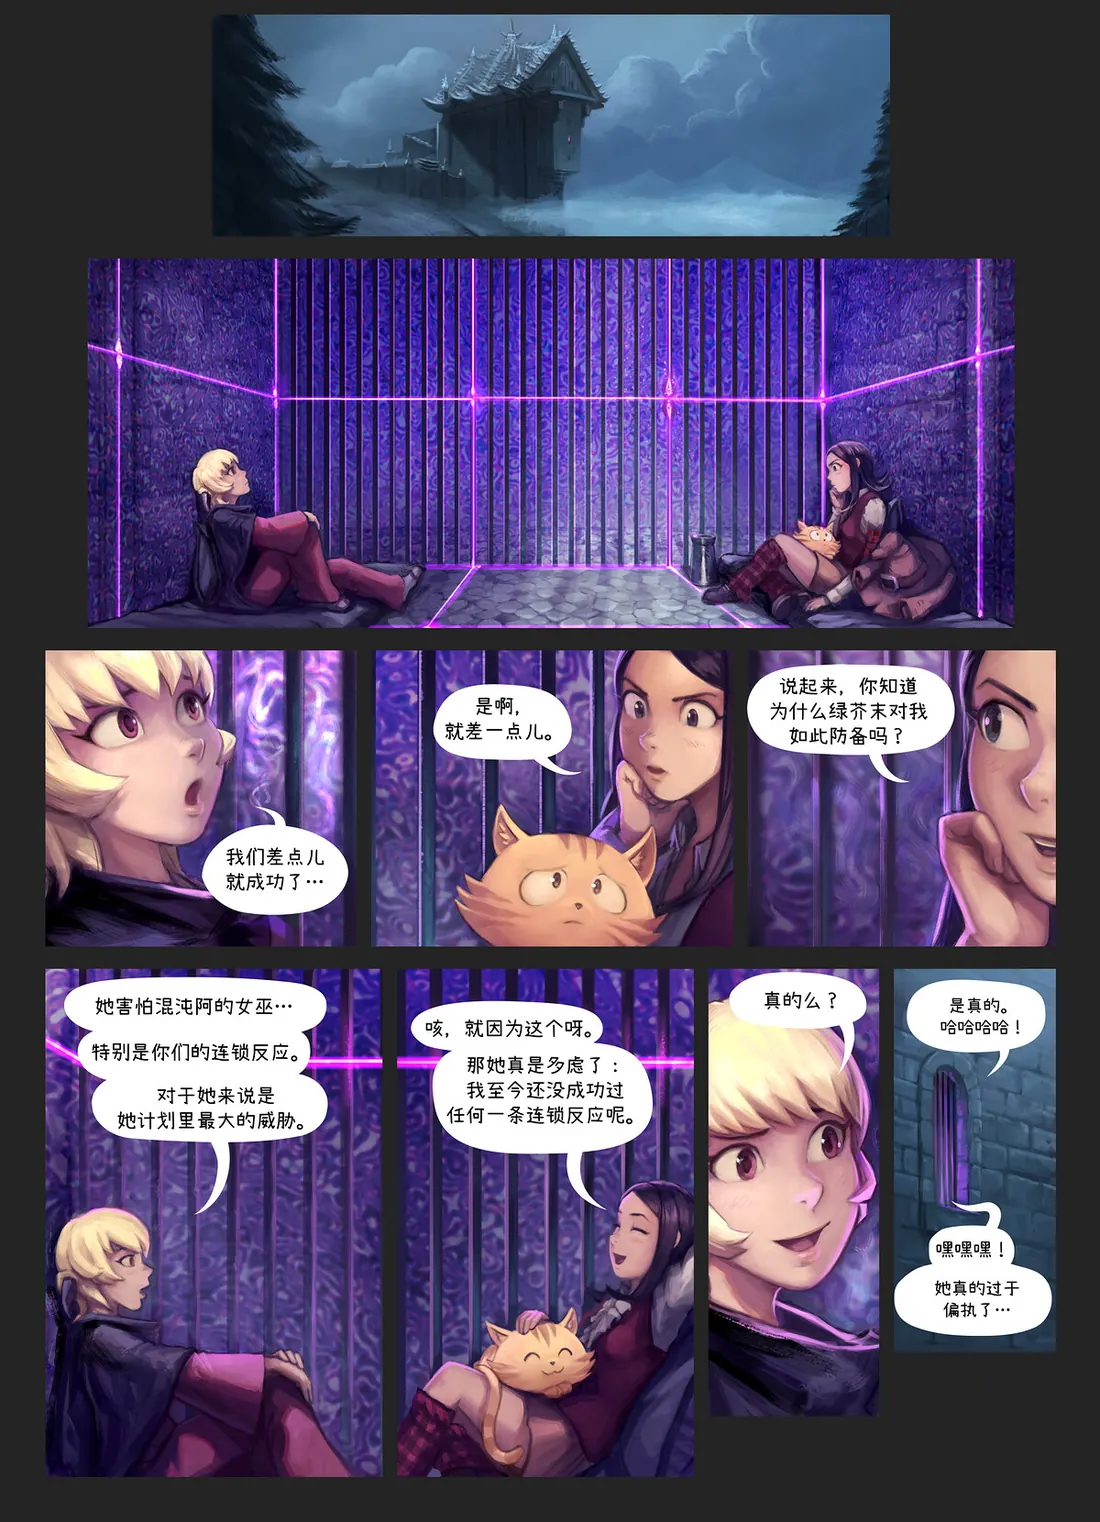 我们差点儿
就成功了…
是啊，
就差一点儿。
说起来，你知道
为什么绿芥末对我
如此防备吗？
她害怕混沌阿的女巫…
特别是你们的连锁反应。
对于她来说是
她计划里最大的威胁。
咳，就因为这个呀。
那她真是多虑了：
我至今还没成功过
任何一条连锁反应呢。
真的么？
是真的。
哈哈哈哈！
嘿嘿嘿！
她真的过于
偏执了…